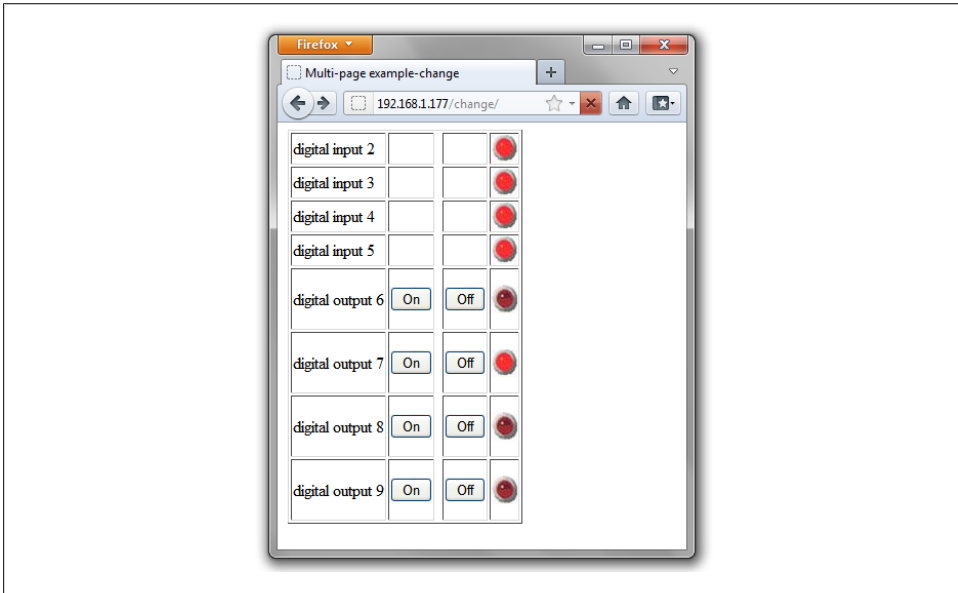 Firefox
Multi-page example-change
192.168.1.177/change/
digital input 2
digital input 3
digital input 4
digital input 5
digital output 6 On Off
digital output 7 On Off
digital output 8 On Off
digital output 9 On Off